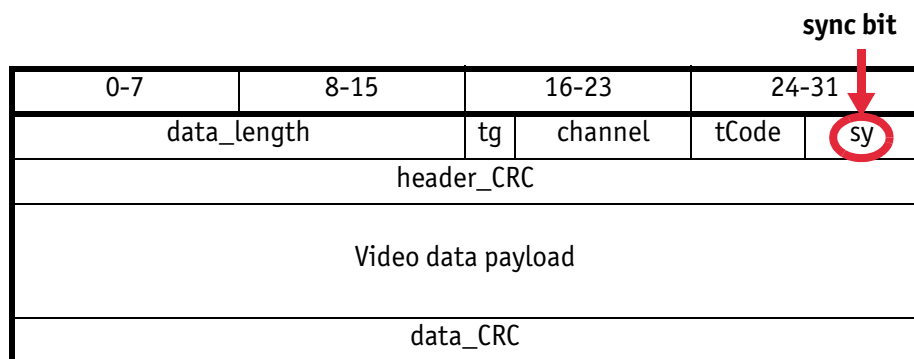 sync bit
0-7 8-15 16-23 24-31
data_length tg channel tCode sy
header_CRC
Video data payload
data_CRC